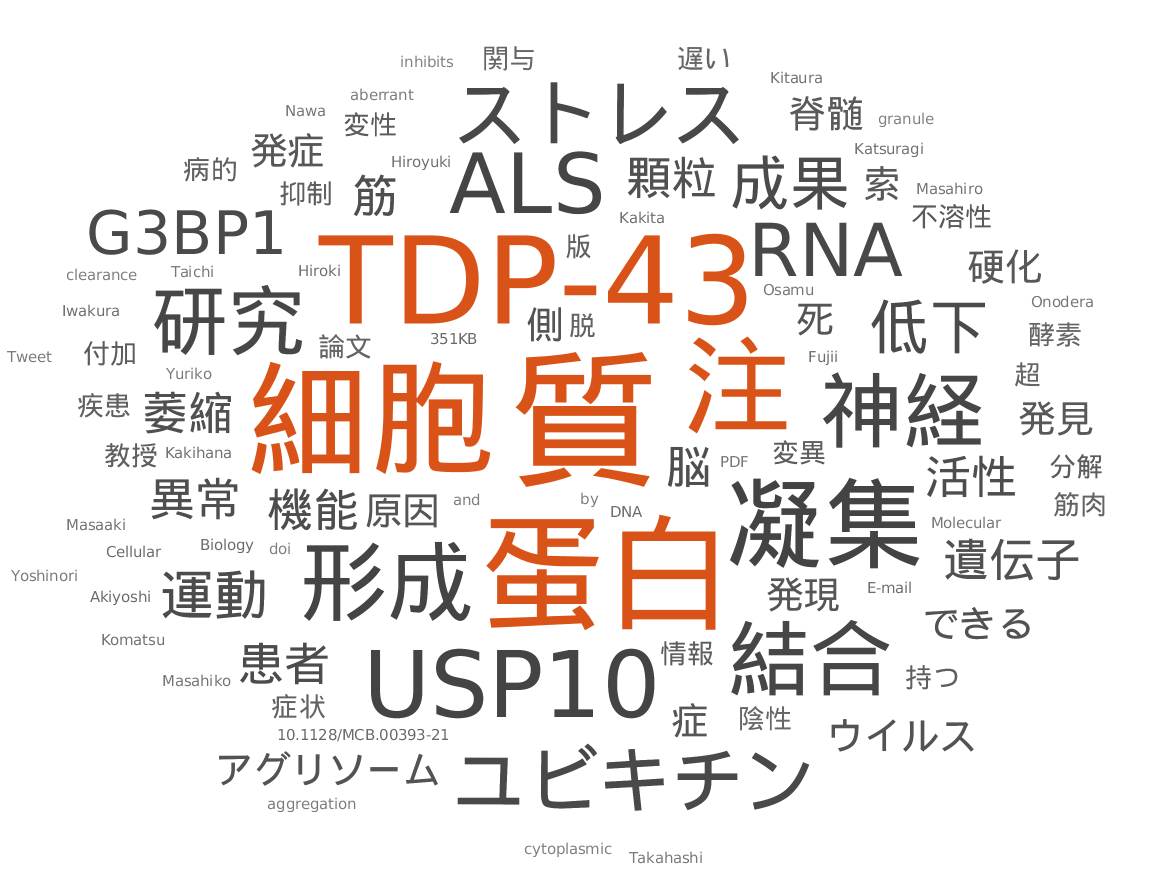 inhibits 関与 遅い
Kitaura
aberrant ストレス
Nawa 変性 脊髄 granule
発症 Hiroyuki ALS 顆粒 成果 Katsuragi
病的 抑制 筋 索 Masahiro
G3BP1 Kakita 不溶性
TDP-43 版 RNA
clearance Taichi Hiroki 硬化
Iwakura 研究 側 脱 Osamu 死 低下 Onodera
論文 351KB 酵素
Tweet 付加 Yuriko 注 Fujii 超
疾患 萎縮 細胞 質 神経 発見
教授 Kakihana 脳 PDF 変異 分解
異常 機能 原因 and by DNA 凝集 活性 筋肉
Masaaki Molecular
Cellular Biology doi 蛋白 遺伝子
Yoshinori 運動 形成 発現 E-mail
Akiyoshi できる
Komatsu 患者 USP10 情報 結合
Masahiko 持つ
症状 症 陰性 ウイルス
10.1128/MCB.00393-21
アグリソーム ユビキチン
aggregation
cytoplasmic Takahashi